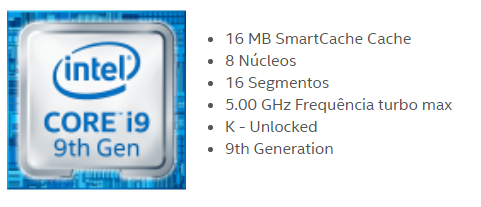 intel
CORE™ i9
9th Gen
16 MB SmartCache Cache
8 Núcleos
16 Segmentos
5.00 GHz Frequência turbo max
K - Unlocked
9th Generation